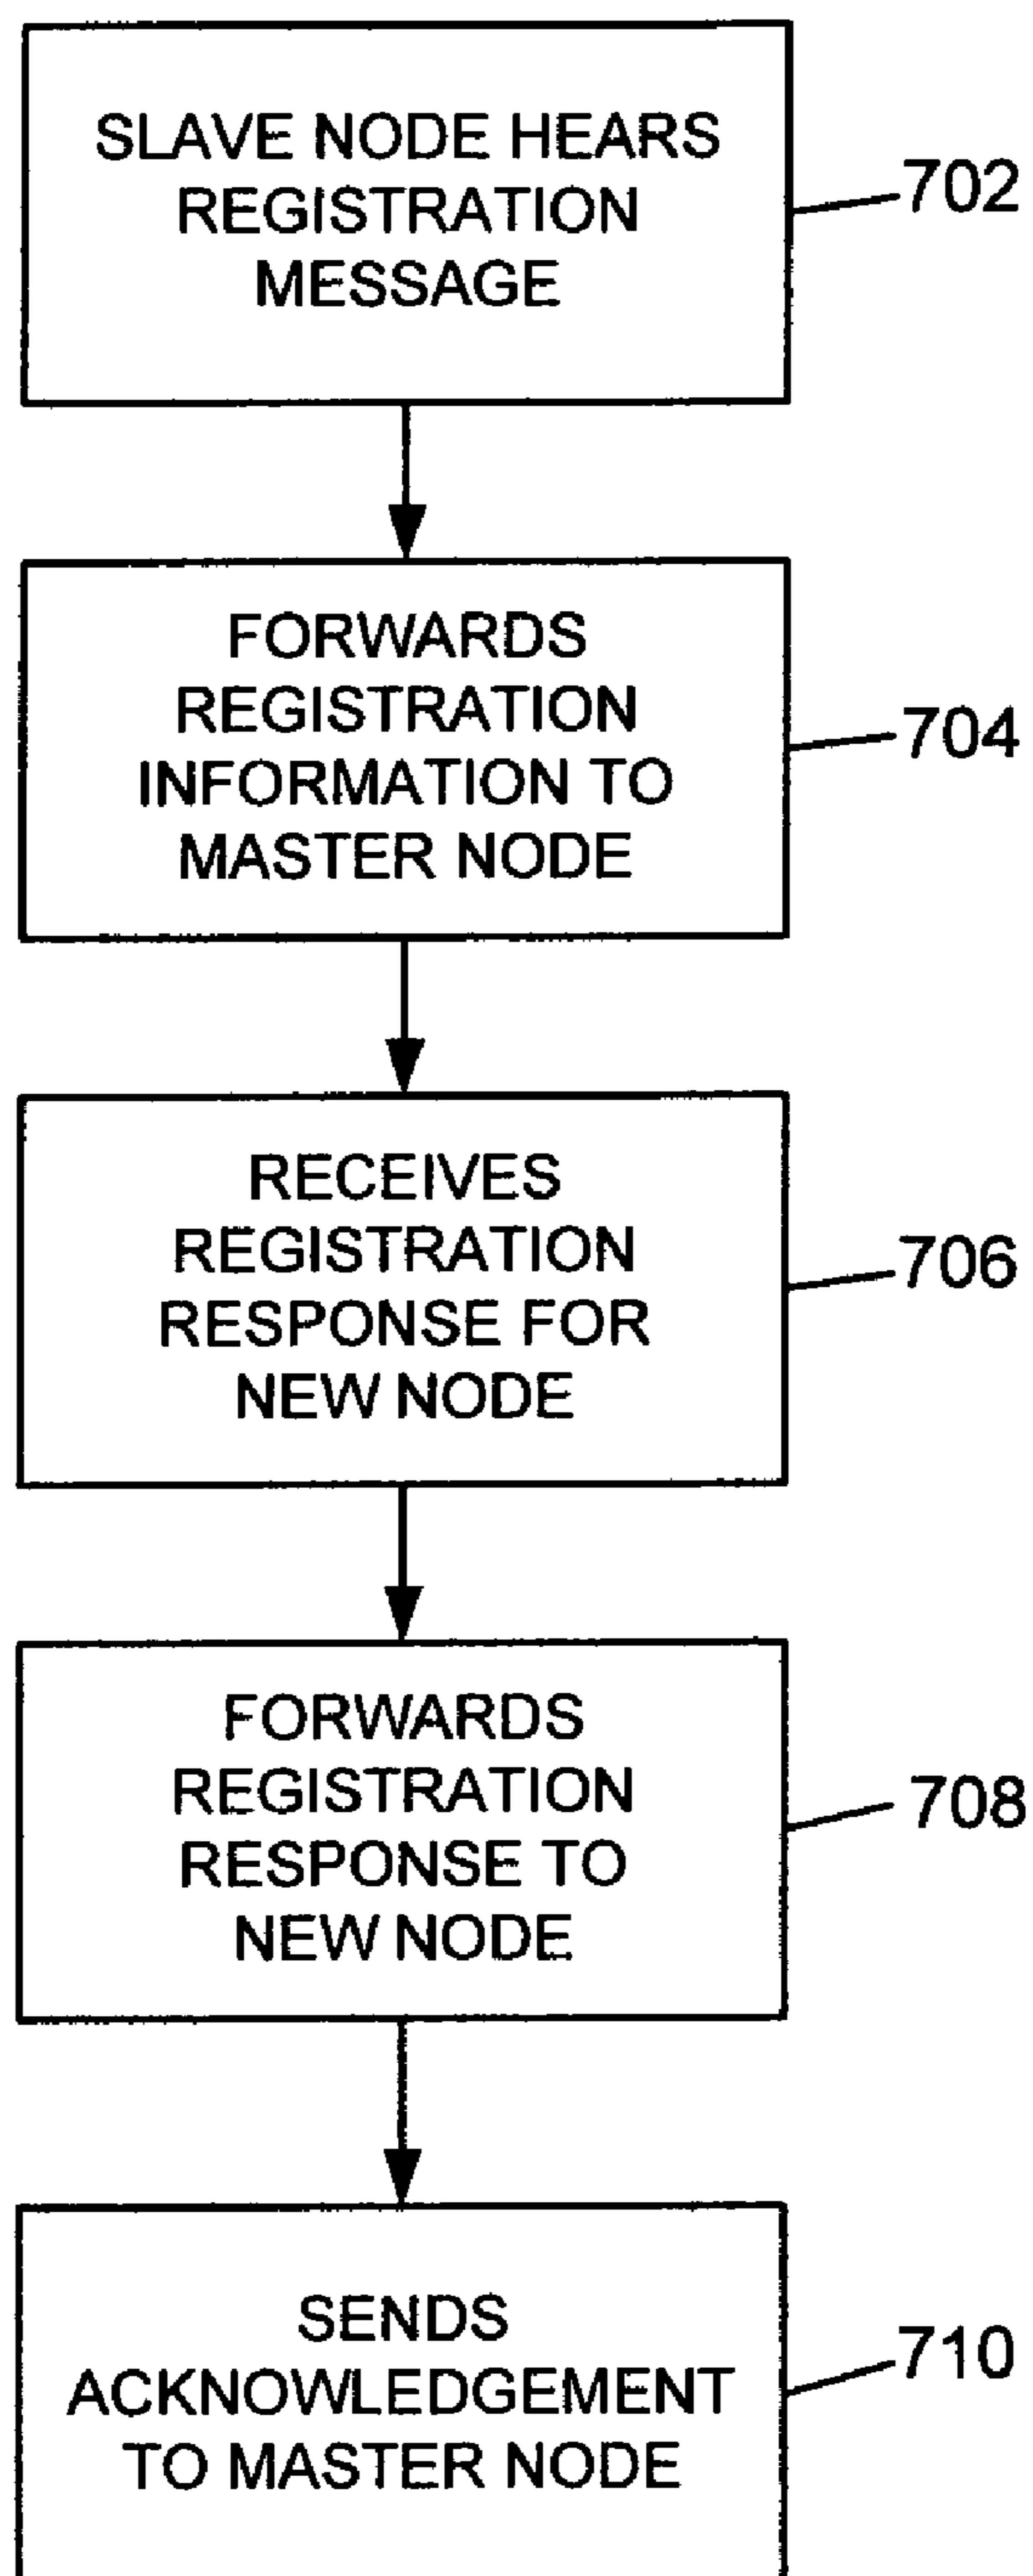 SLAVE NODE HEARS
REGISTRATION
MESSAGE
702
FORWARDS
REGISTRATION
INFORMATION TO
MASTER NODE
704
RECEIVES
REGISTRATION
RESPONSE FOR
NEW NODE
706
FORWARDS
REGISTRATION
RESPONSE TO
NEW NODE
708
SENDS
ACKNOWLEDGEMENT
TO MASTER NODE
710